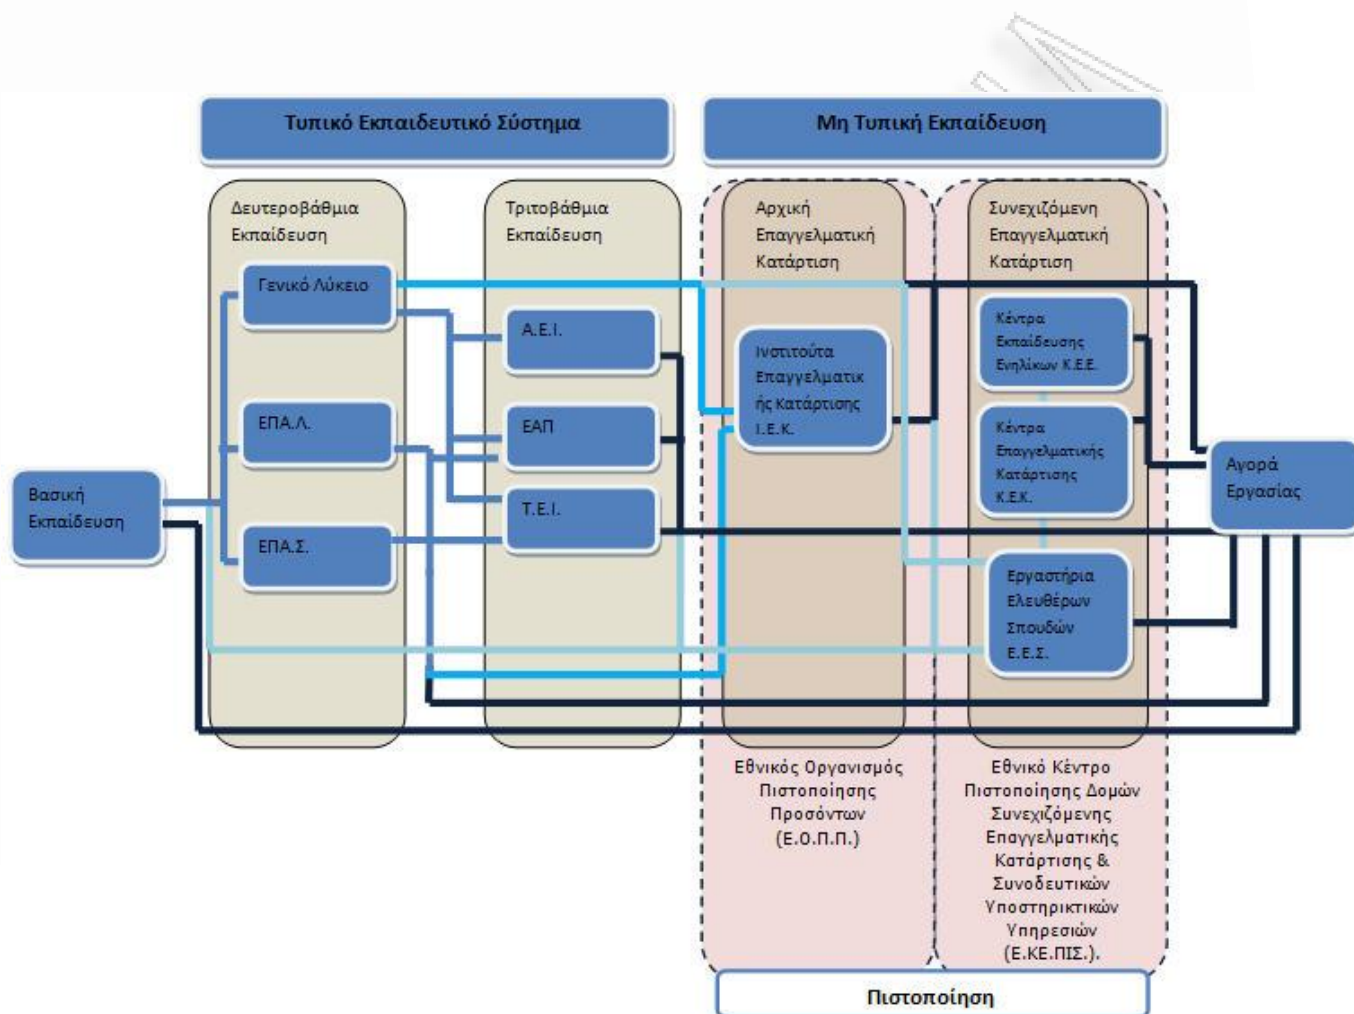 Τυπικό Εκπαιδευτικό Σύστημα
Μη Τυπική Εκπαίδευση
Δευτεροβάθμια
Εκπαίδευση
Τριτοβάθμια
Εκπαίδευση
Αρχική
Επαγγελματική
Κατάρτιση
Συνεχιζόμενη
Επαγγελματική
Κατάρτιση
Γενικό Λύκειο
ΕΠΑ.Λ.
ΕΠΑ.Σ.
Βασική
Εκπαίδευση
Α.Ε.Ι.
ΕΑΠ
Τ.Ε.Ι.
Ινστιτούτα
Επαγγελματικ
ής Κατάρτισης
Ι.Ε.Κ.
Κέντρα
Εκπαίδευσης
Ενηλίκων Κ.Ε.Ε.
Κέντρα
Επαγγελματικής
Κατάρτισης
Κ.Ε.Κ.
Εργαστήρια
Ελευθέρων
Σπουδών
Ε.Ε.Σ.
Αγορά
Εργασίας
Εθνικός Οργανισμός
Πιστοποίησης
Προσόντων
(Ε.Ο.Π.Π.)
Εθνικό Κέντρο
Πιστοποίησης Δομών
Συνεχιζόμενης
Επαγγελματικής
Κατάρτισης &
Συνοδευτικών
Υποστηρικτικών
Υπηρεσιών
(Ε.ΚΕ.ΠΙΣ.).
Πιστοποίηση